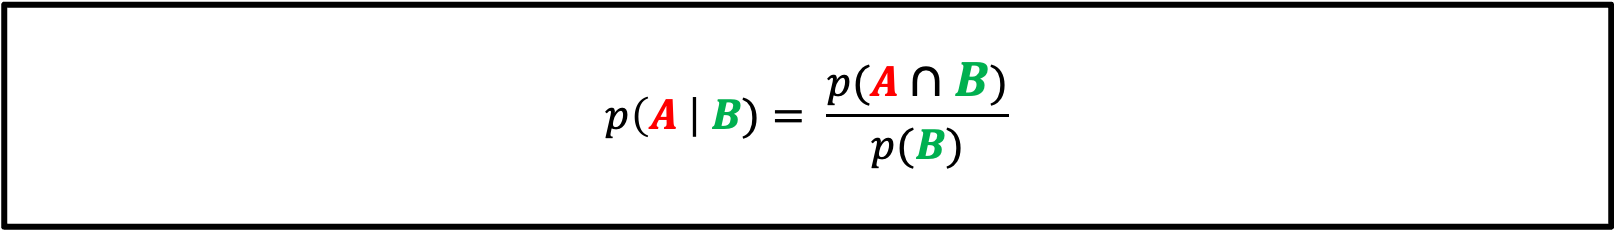 p(A | B) = p(A ∩ B) / p(B)